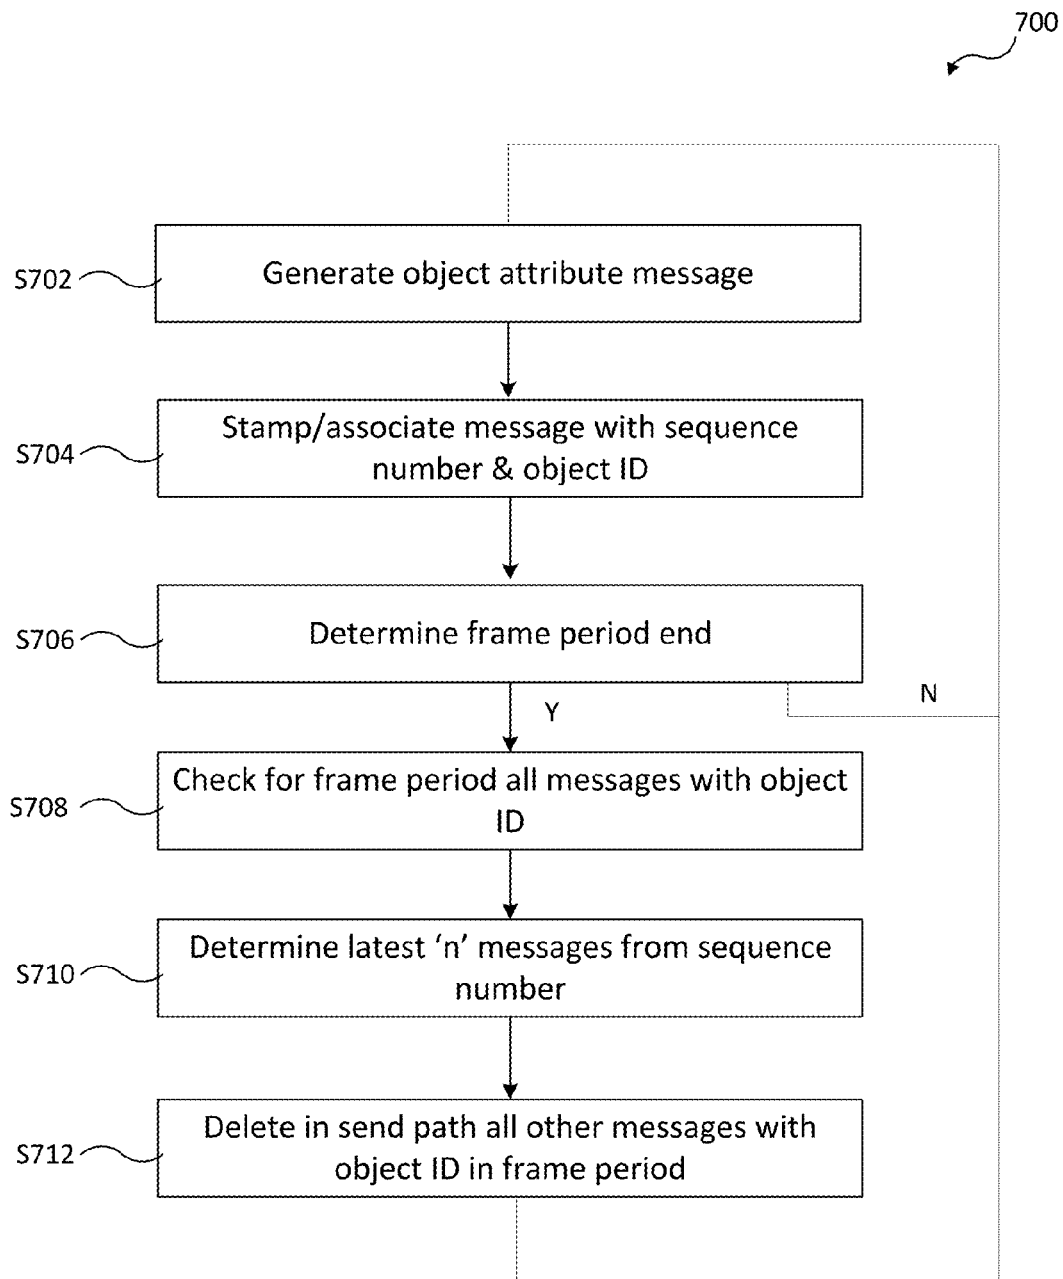 700
S702
Generate object attribute message
S704
Stamp/associate message with sequence
number & object ID
S706
Determine frame period end
N
Y
S708
Check for frame period all messages with object
ID
S710
Determine latest ‘n’ messages from sequence
number
S712
Delete in send path all other messages with
object ID in frame period